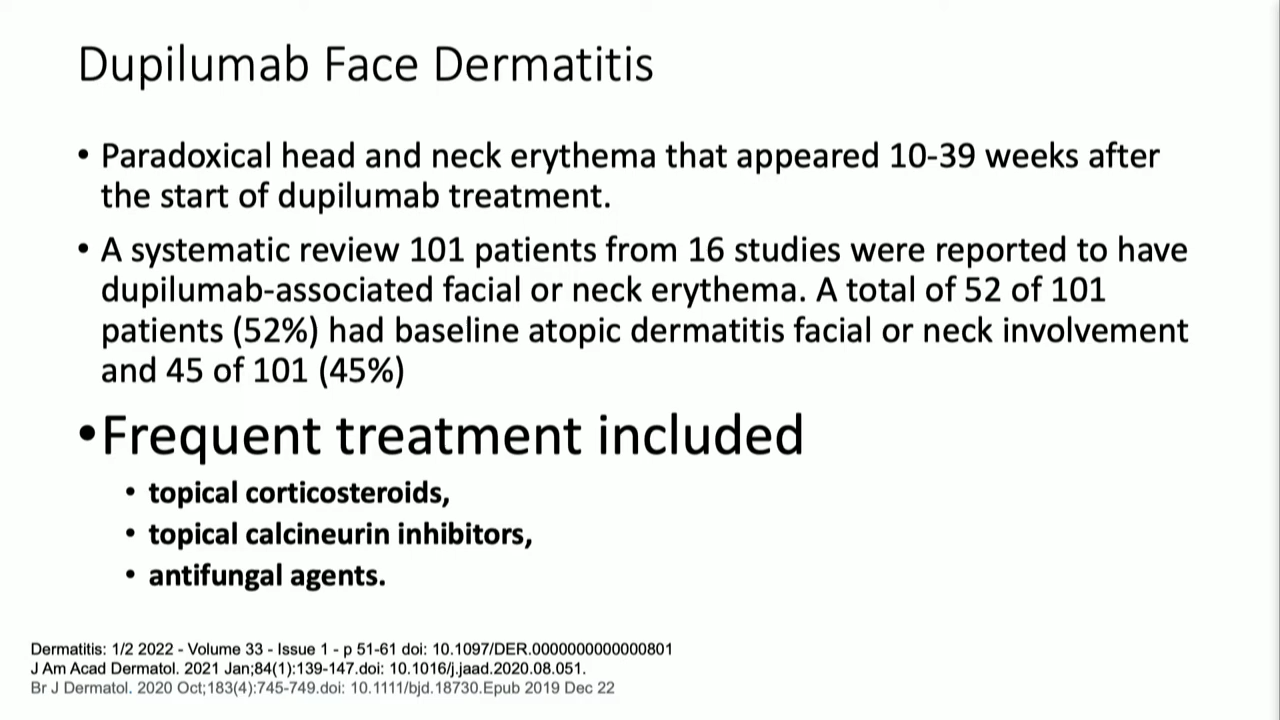 Dupilumab Face Dermatitis
• Paradoxical head and neck erythema that appeared 10-39 weeks after
the start of dupilumab treatment.
• A systematic review 101 patients from 16 studies were reported to have
dupilumab-associated facial or neck erythema. A total of 52 of 101
patients (52%) had baseline atopic dermatitis facial or neck involvement
and 45 of 101 (45%)
•Frequent treatment included
• topical corticosteroids,
• topical calcineurin inhibitors,
• antifungal agents.
Dermatitis: 1/2 2022 - Volume 33 - Issue 1 - p 51-61 doi: 10.1097/DER.0000000000000801
J Am Acad Dermatol. 2021 Jan;84(1):139-147.doi: 10.1016/j.jaad.2020.08.051.
Br J Dermatol. 2020 Oct;183(4):745-749.doi: 10.1111/bjd.18730.Epub 2019 Dec 22